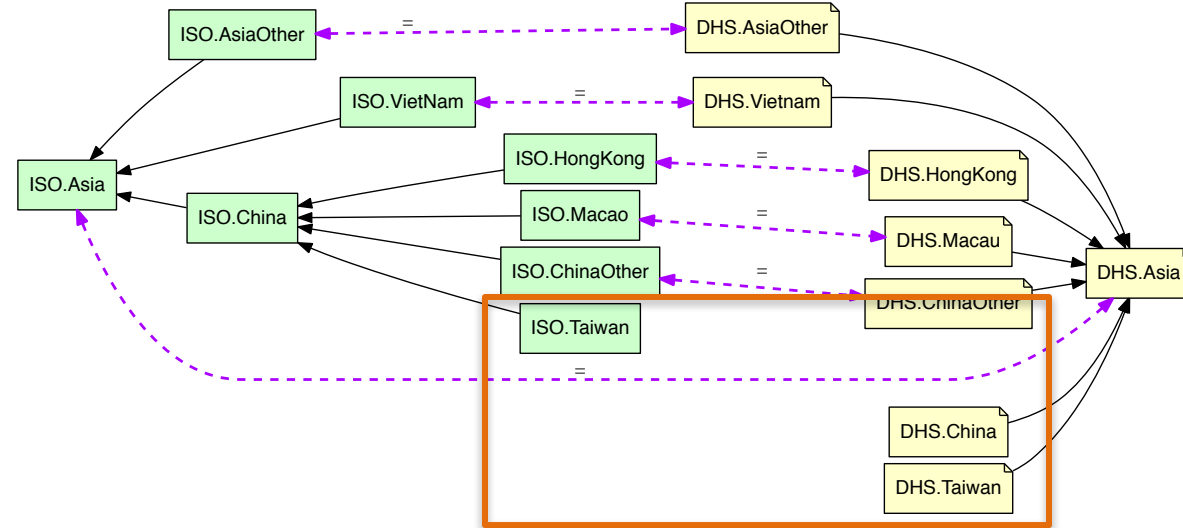 =
ISO.AsiaOther
DHS.AsiaOther
=
ISO.VietNam
DHS.Vietnam
=
ISO.HongKong
DHS.HongKong
ISO.Asia
=
ISO.China
ISO.Macao
DHS.Macau
=
ISO.ChinaOther
DHS.Asia
DHS.ChinaOther
ISO.Taiwan
=
DHS.China
DHS.Taiwan